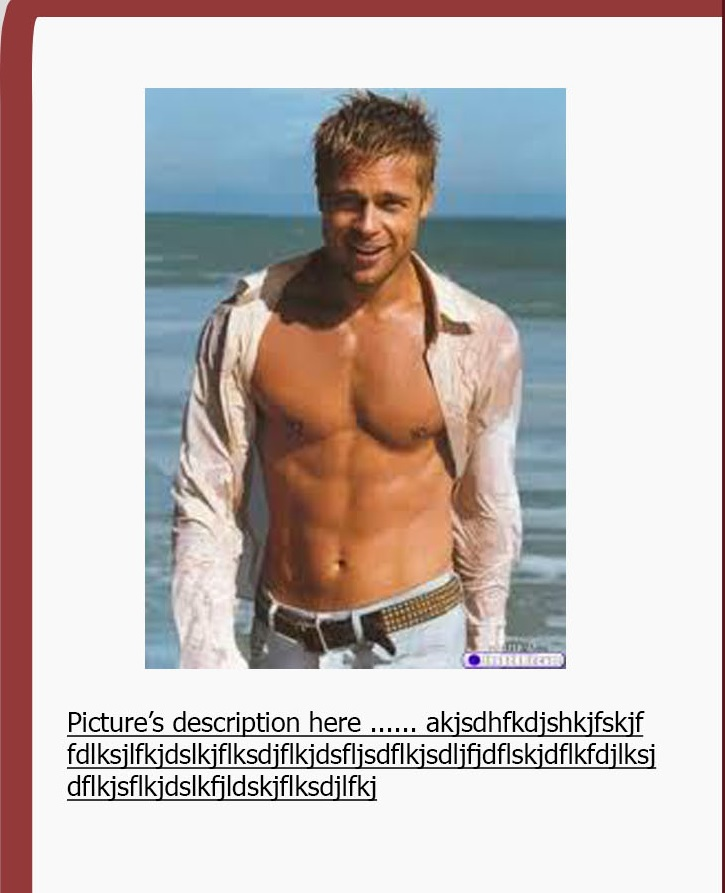 Picture’s description here ...... akjsdhfkdjshkjfskjf
fdlksjlfkjdslkjflksdjflkjdsfljsdflkjsdljfjdflskjdflkfdjlksj
dflkjsflkjdslkfjldskjflksdjlfkj